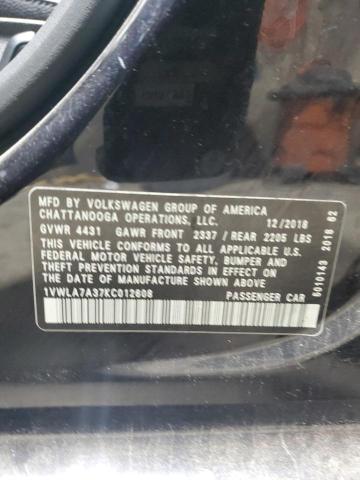 MFD BY VOLKSWAGEN GROUP OF AMERICA
CHATTANOOGA OPERATIONS, LLC. 12/2018
GVWR 4431 GAWR FRONT 2337 / REAR 2205 LBS
THIS VEHICLE CONFORMS TO ALL APPLICABLE U.S.
FEDERAL MOTOR VEHICLE SAFETY, BUMPER,
AND THEFT PREVENTION STANDARDS IN EFFECT ON
THE DATE OF MANUFACTURE SHOWN ABOVE
1VWLA7A37KC012608 PASSENGER CAR
6010143 2018 62